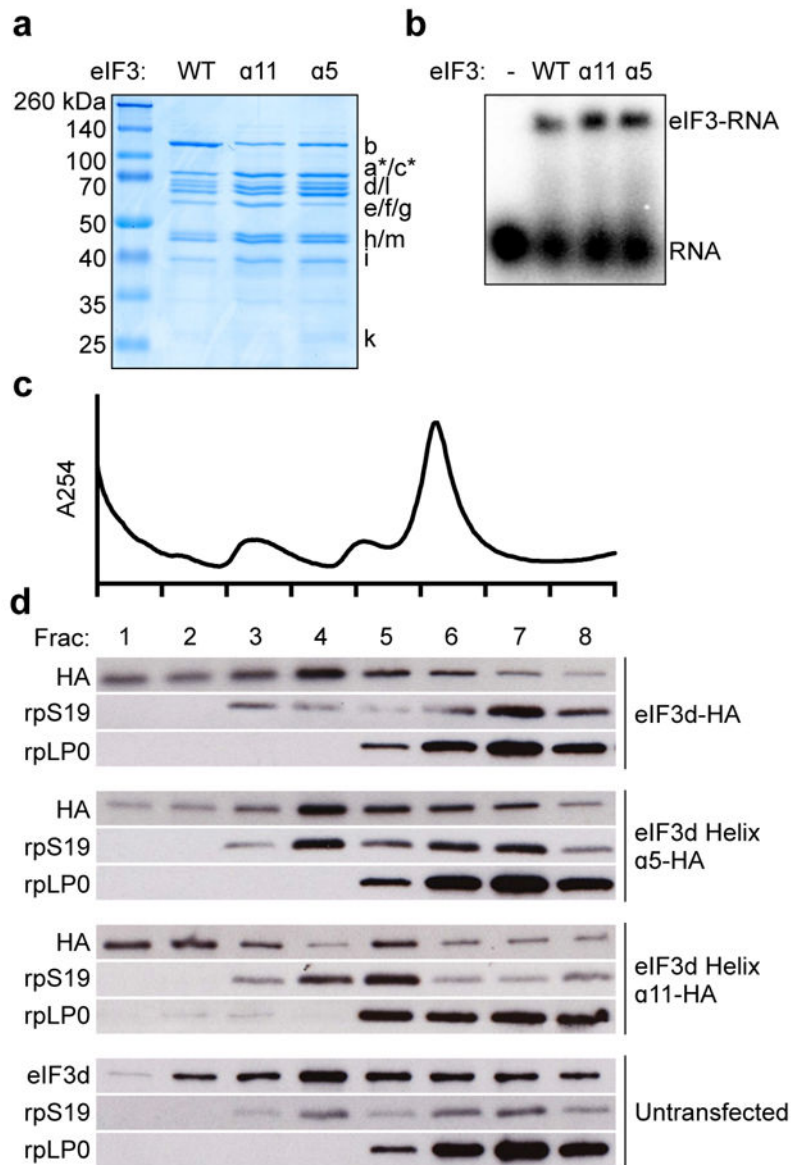 a
eIF3: WT α11 α5
260 kDa
140
100
70
50
40
35
25
b
a*/c*
d/l
e/f/g
h/m
i
k
b
eIF3: - WT α11 α5
eIF3-RNA
RNA
c
A254
d
Frac: 1 2 3 4 5 6 7 8
HA
rpS19
rpLP0
eIF3d-HA
HA
rpS19
rpLP0
eIF3d Helix
α5-HA
HA
rpS19
rpLP0
eIF3d Helix
α11-HA
eIF3d
rpS19
rpLP0
Untransfected